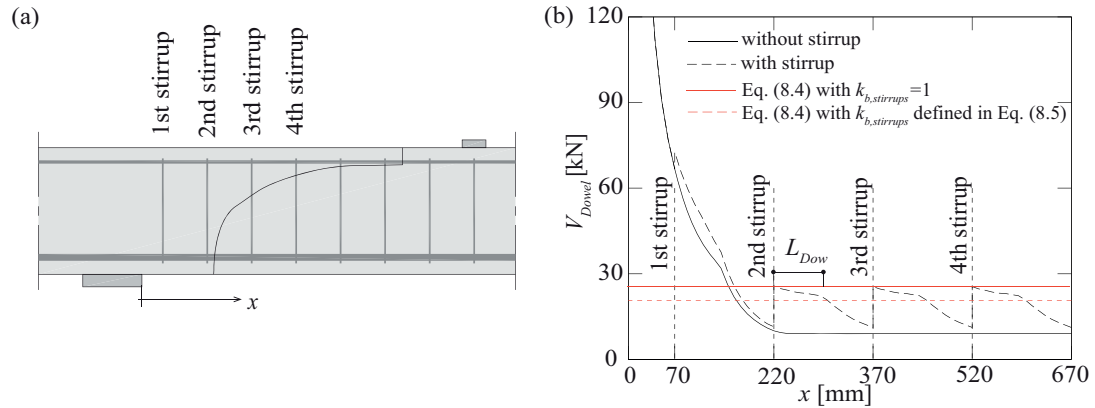 (a)
1st stirrup
2nd stirrup
3rd stirrup
4th stirrup
x
(b)
120
90
60
30
0
V_Dowel [kN]
without stirrup
with stirrup
Eq. (8.4) with k_b,stirrups=1
Eq. (8.4) with k_b,stirrups defined in Eq. (8.5)
1st stirrup
2nd stirrup
L_Dow
3rd stirrup
4th stirrup
0 70 220 370 520 670
x [mm]